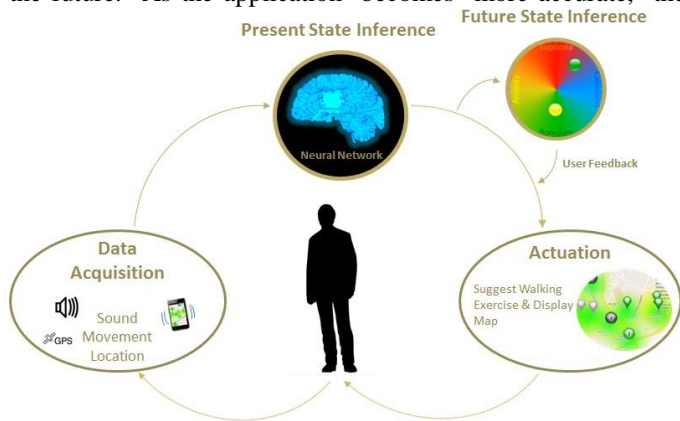 the future. As the application becomes more accurate, the
Present State Inference
Future State Inference
Euphoria
Anxiety
Boredom
Neural Network
User Feedback
Data
Acquisition
Sound
Movement
Location
GPS
Actuation
Suggest Walking
Exercise & Display
Map